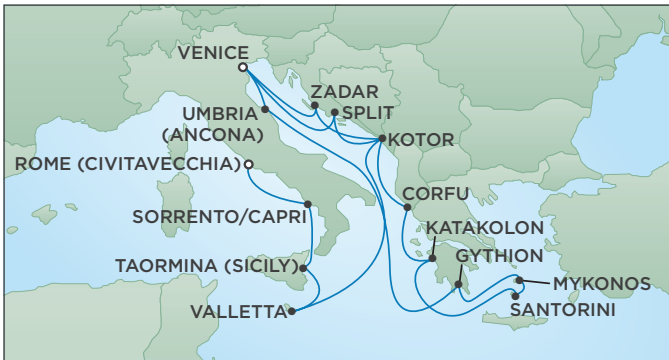 VENICE
ZADAR
SPLIT
UMBRIA
(ANCONA)
KOTOR
ROME (CIVITAVECCHIA)
CORFU
SORRENTO/CAPRI
KATAKOLON
GYTHION
TAORMINA (SICILY)
MYKONOS
SANTORINI
VALLETTA